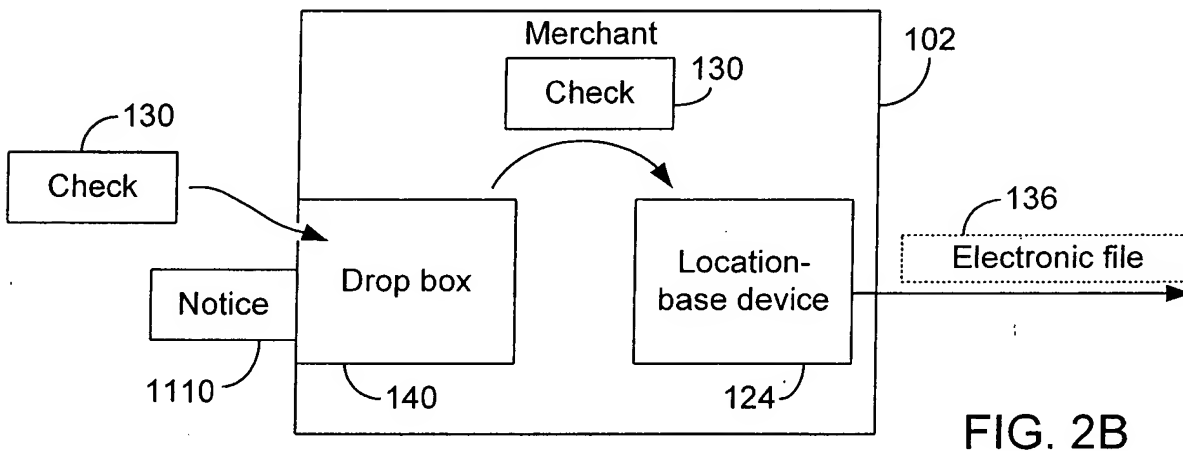 Merchant
102
130
Check
130
Check
136
Electronic file
Drop box
Location-
base device
Notice
1110
140
124
FIG. 2B